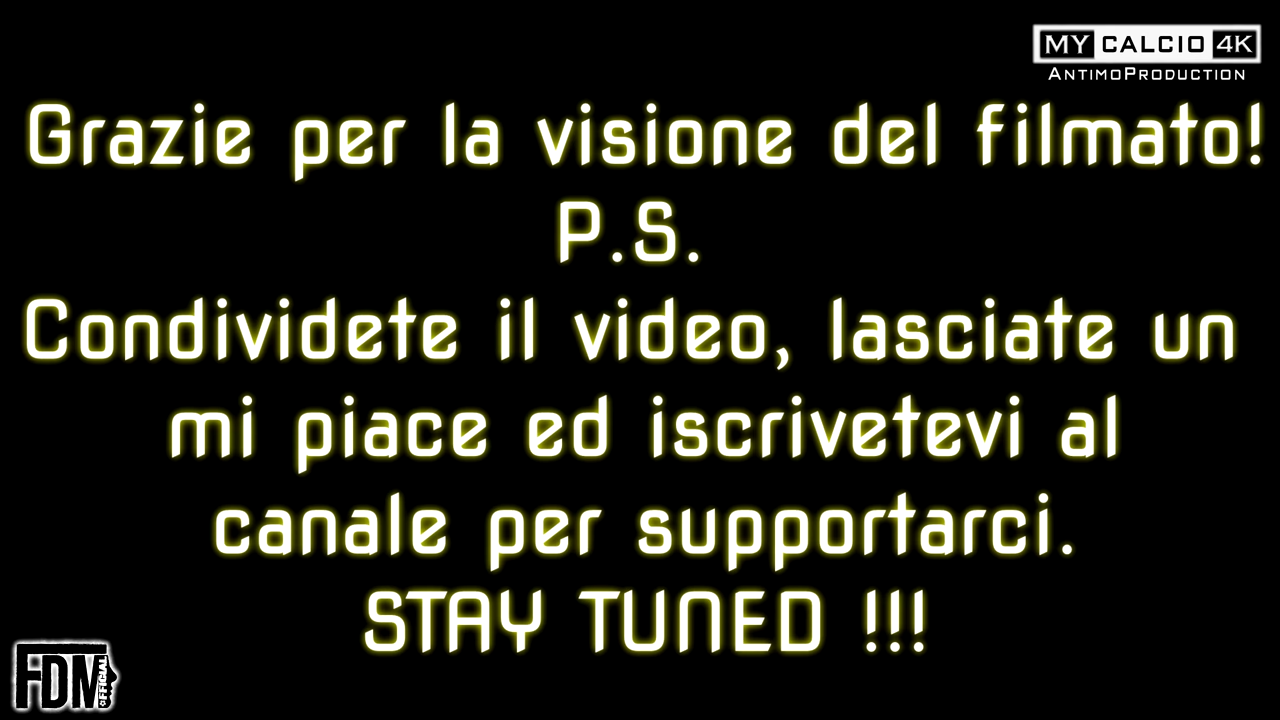 MY CALCIO 4K
ANTIMOPRODUCTION
Grazie per la visione del filmato!
P.S.
Condividete il video, lasciate un
mi piace ed iscrivetevi al
canale per supportarci.
STAY TUNED !!!
FDM
OFFICIAL